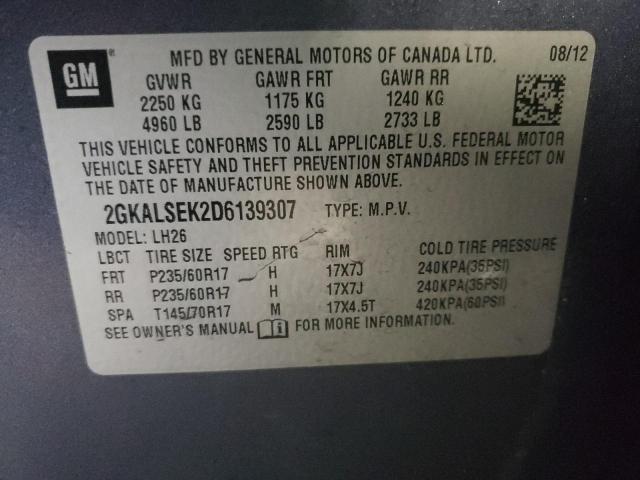 GM ®
MFD BY GENERAL MOTORS OF CANADA LTD. 08/12
GVWR GAWR FRT GAWR RR
2250 KG 1175 KG 1240 KG
4960 LB 2590 LB 2733 LB
THIS VEHICLE CONFORMS TO ALL APPLICABLE U.S. FEDERAL MOTOR
VEHICLE SAFETY AND THEFT PREVENTION STANDARDS IN EFFECT ON
THE DATE OF MANUFACTURE SHOWN ABOVE.
2GKALSEK2D6139307 TYPE: M.P.V.
MODEL: LH26
LBCT TIRE SIZE SPEED RTG RIM COLD TIRE PRESSURE
FRT P235/60R17 H 17X7J 240KPA(35PSI)
RR P235/60R17 H 17X7J 240KPA(35PSI)
SPA T145/70R17 M 17X4.5T 420KPA(60PSI)
SEE OWNER'S MANUAL FOR MORE INFORMATION.